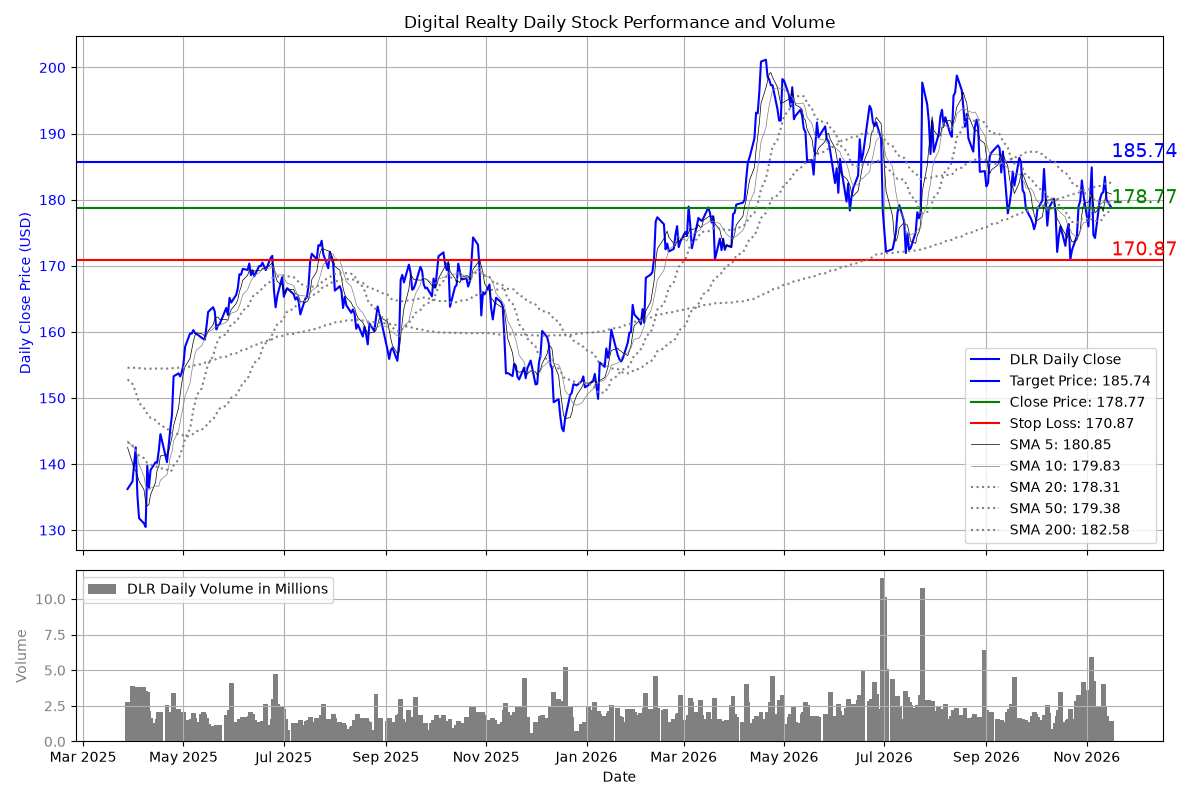 Digital Realty Daily Stock Performance and Volume
Daily Close Price (USD)
200
190
180
170
160
150
140
130
185.74
178.77
170.87
DLR Daily Close
Target Price: 185.74
Close Price: 178.77
Stop Loss: 170.87
SMA 5: 180.85
SMA 10: 179.83
SMA 20: 178.31
SMA 50: 179.38
SMA 200: 182.58
Volume
10.0
7.5
5.0
2.5
0.0
DLR Daily Volume in Millions
Mar 2025 May 2025 Jul 2025 Sep 2025 Nov 2025 Jan 2026 Mar 2026 May 2026 Jul 2026 Sep 2026 Nov 2026
Date